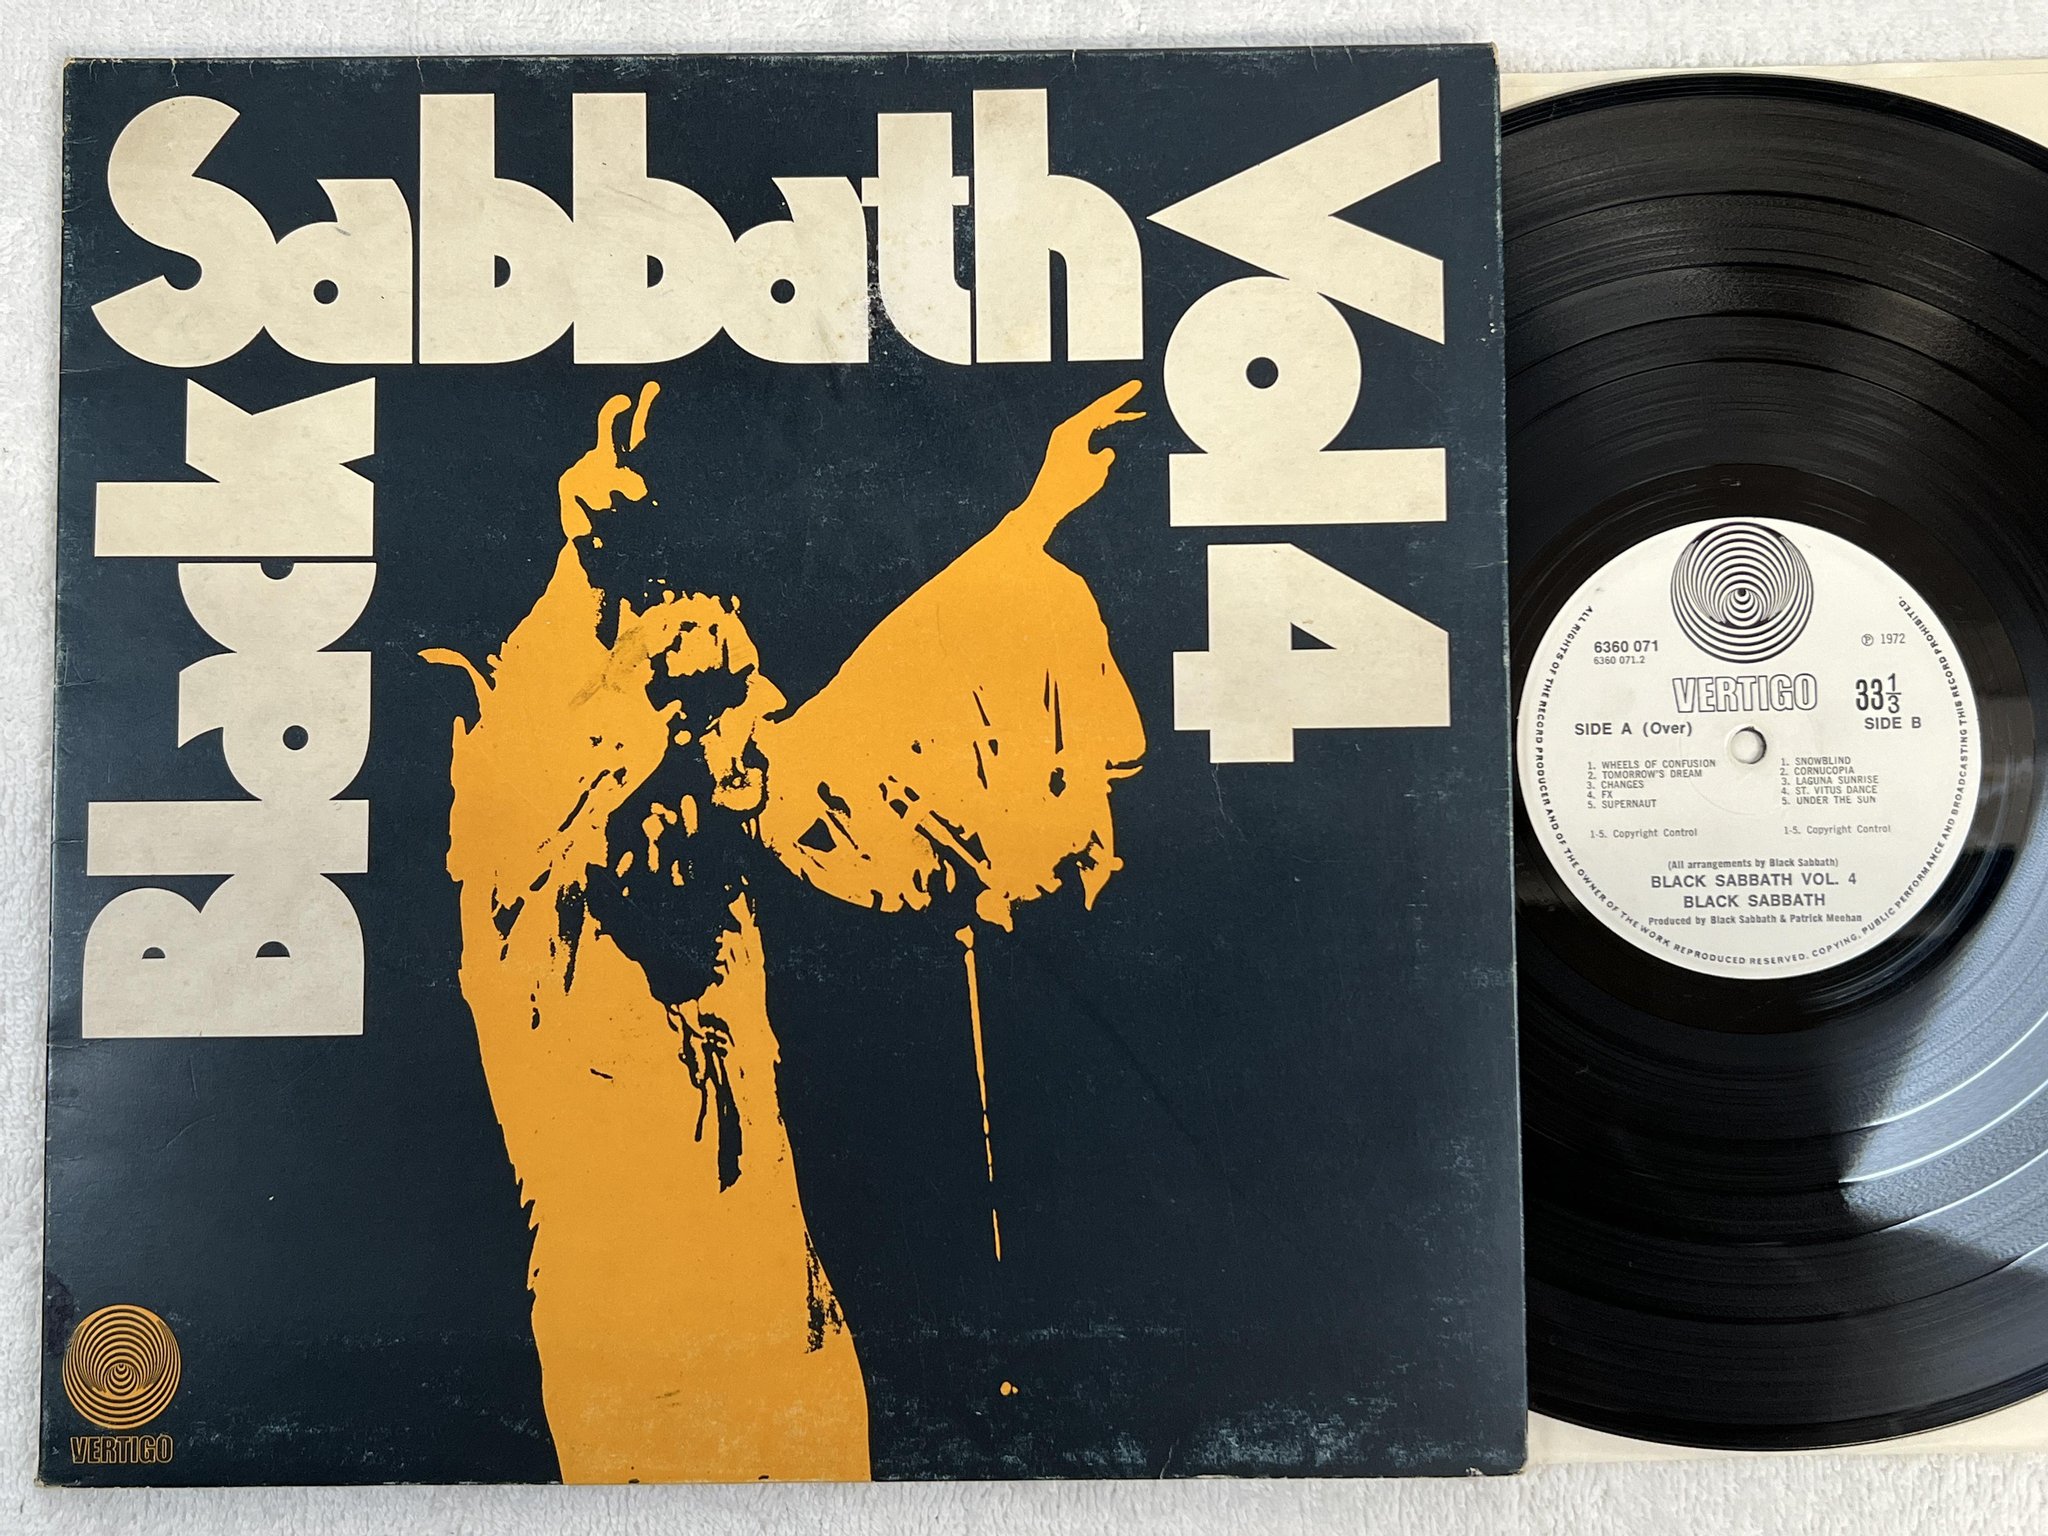 Black
Sabbath
Vol 4
VERTIGO
6360 071
6360 071.2
℗ 1972
VERTIGO
33 1/3
SIDE A (Over)
SIDE B
1. WHEELS OF CONFUSION
2. TOMORROW'S DREAM
3. CHANGES
4. FX
5. SUPERNAUT
1-5. Copyright Control
1. SNOWBLIND
2. CORNUCOPIA
3. LAGUNA SUNRISE
4. ST. VITUS DANCE
5. UNDER THE SUN
1-5. Copyright Control
(All arrangements by Black Sabbath)
BLACK SABBATH VOL. 4
BLACK SABBATH
Produced by Black Sabbath & Patrick Meehan
ALL RIGHTS OF THE RECORD PRODUCER AND OF THE OWNER OF THE WORK REPRODUCED RESERVED. COPYING, PUBLIC PERFORMANCE AND BROADCASTING THIS RECORD PROHIBITED.